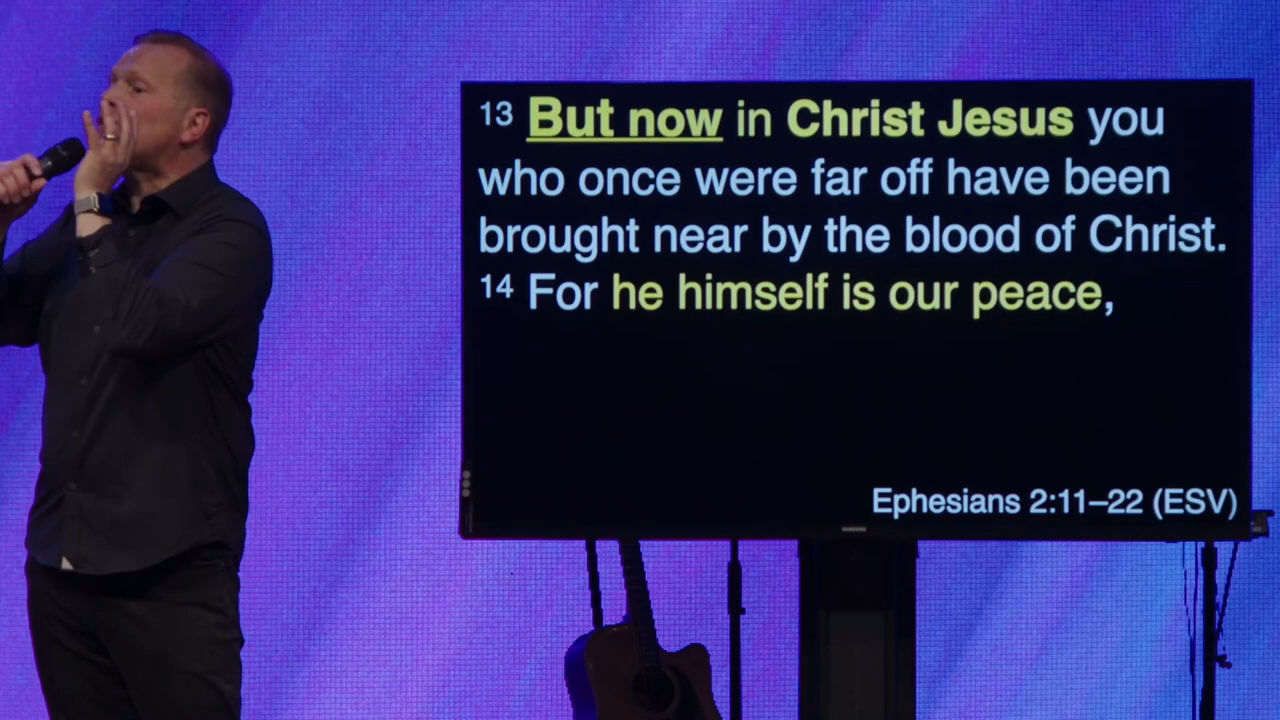 13 But now in Christ Jesus you
who once were far off have been
brought near by the blood of Christ.
14 For he himself is our peace,
Ephesians 2:11–22 (ESV)